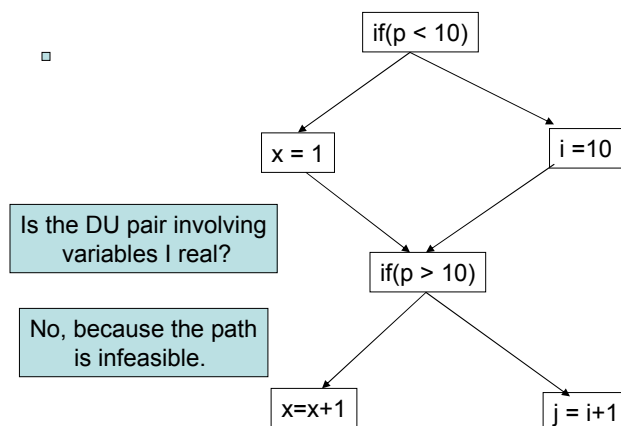 if(p < 10)
x = 1
i =10
Is the DU pair involving
variables I real?
if(p > 10)
No, because the path
is infeasible.
x=x+1
j = i+1